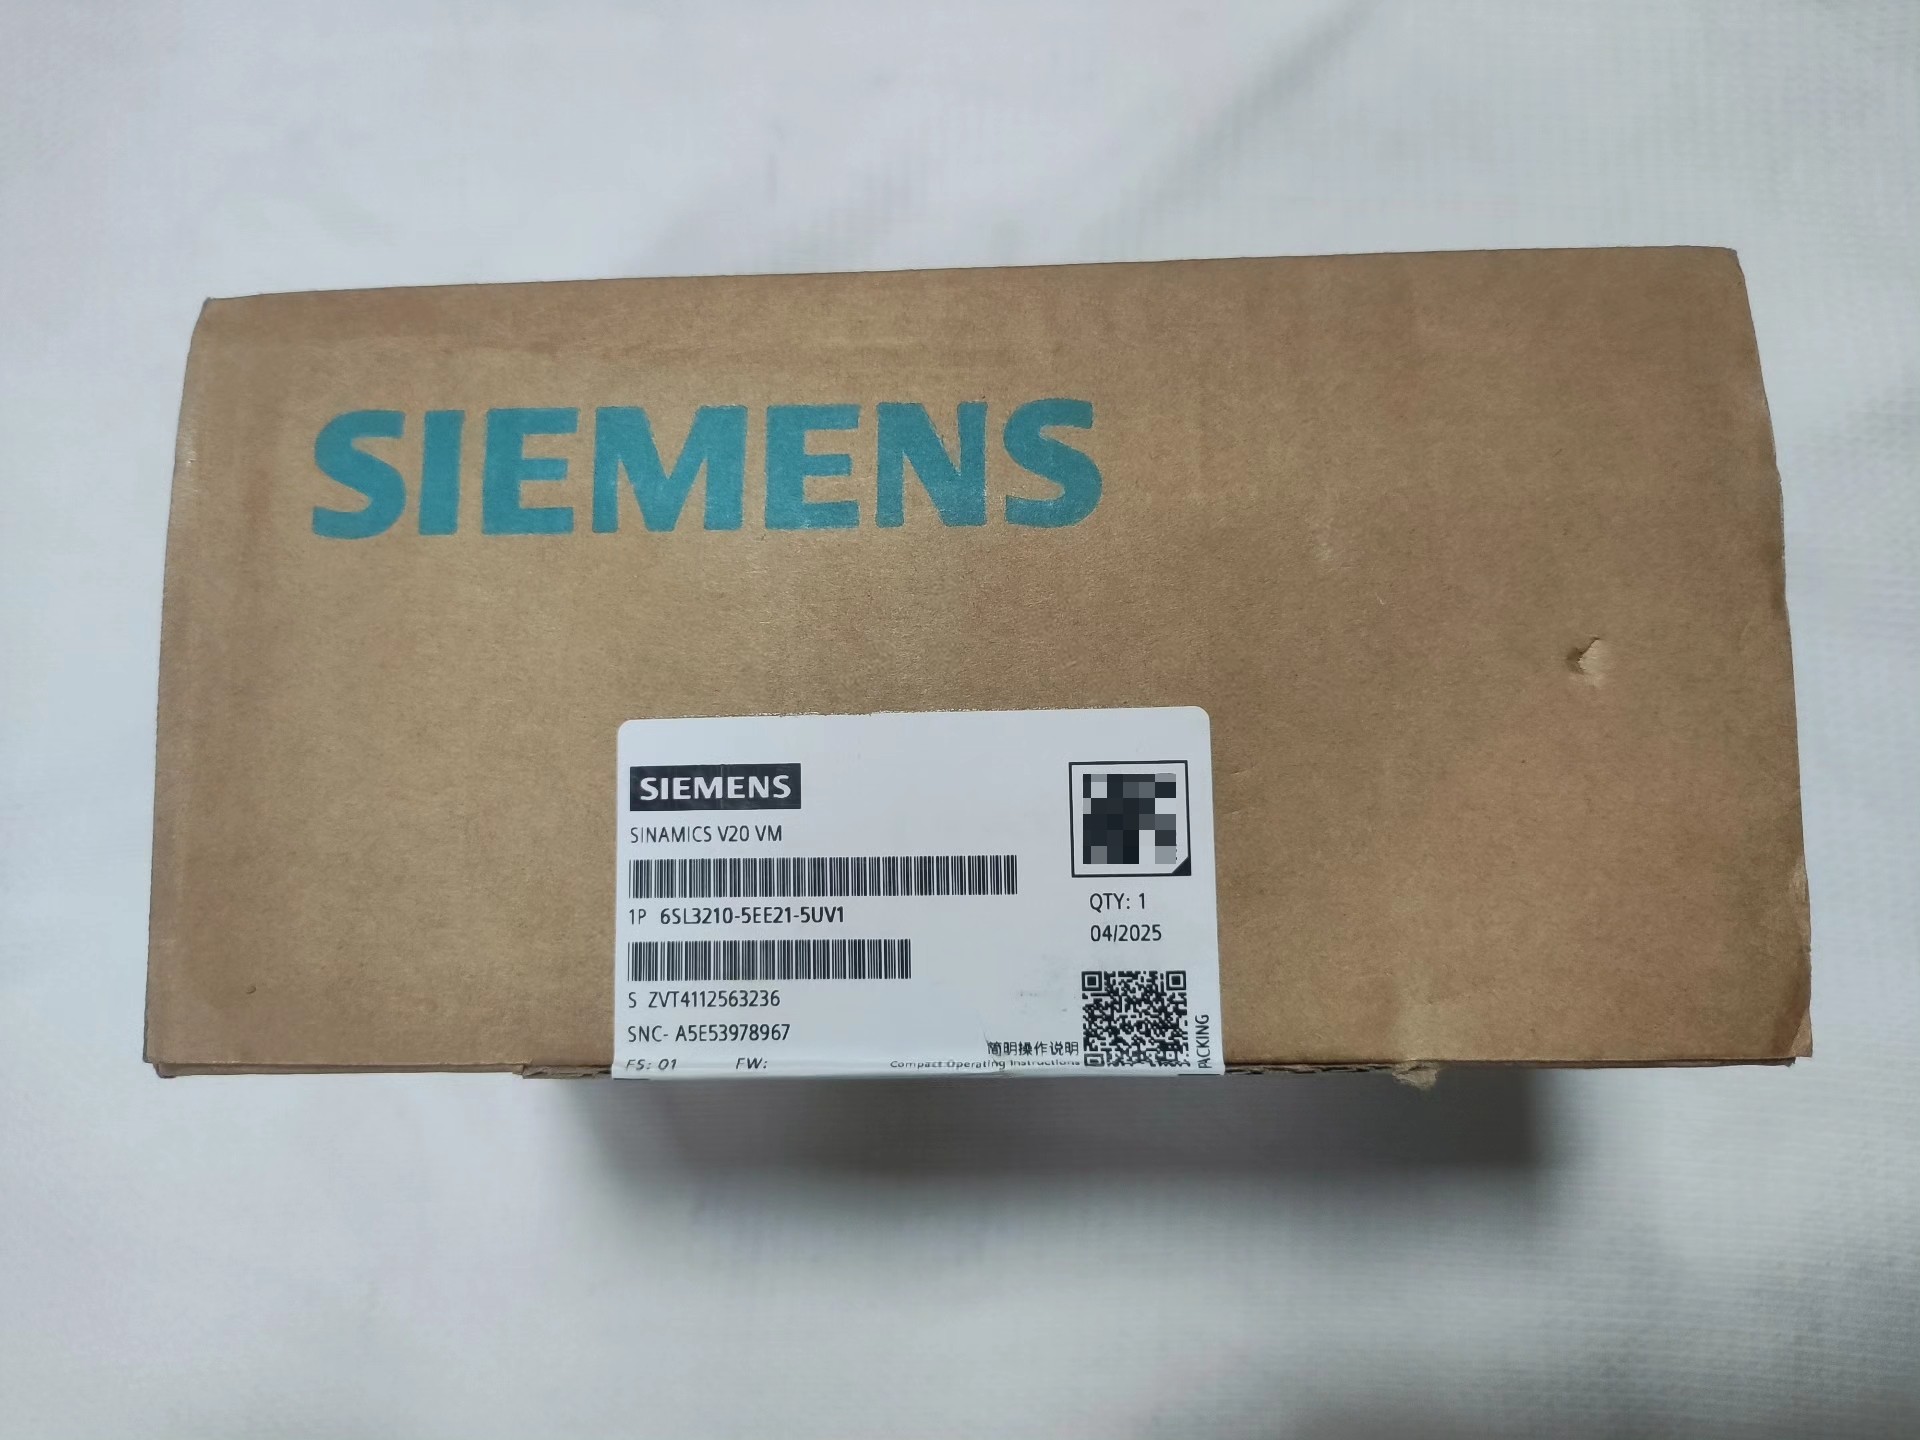 SIEMENS
SIEMENS
SINAMICS V20 VM
1P 6SL3210-5EE21-5UV1
QTY: 1
04/2025
S ZVT4112563236
SNC- A5E53978967
简明操作说明
FS: 01 FW: Compact Operating Instructions
PACKING